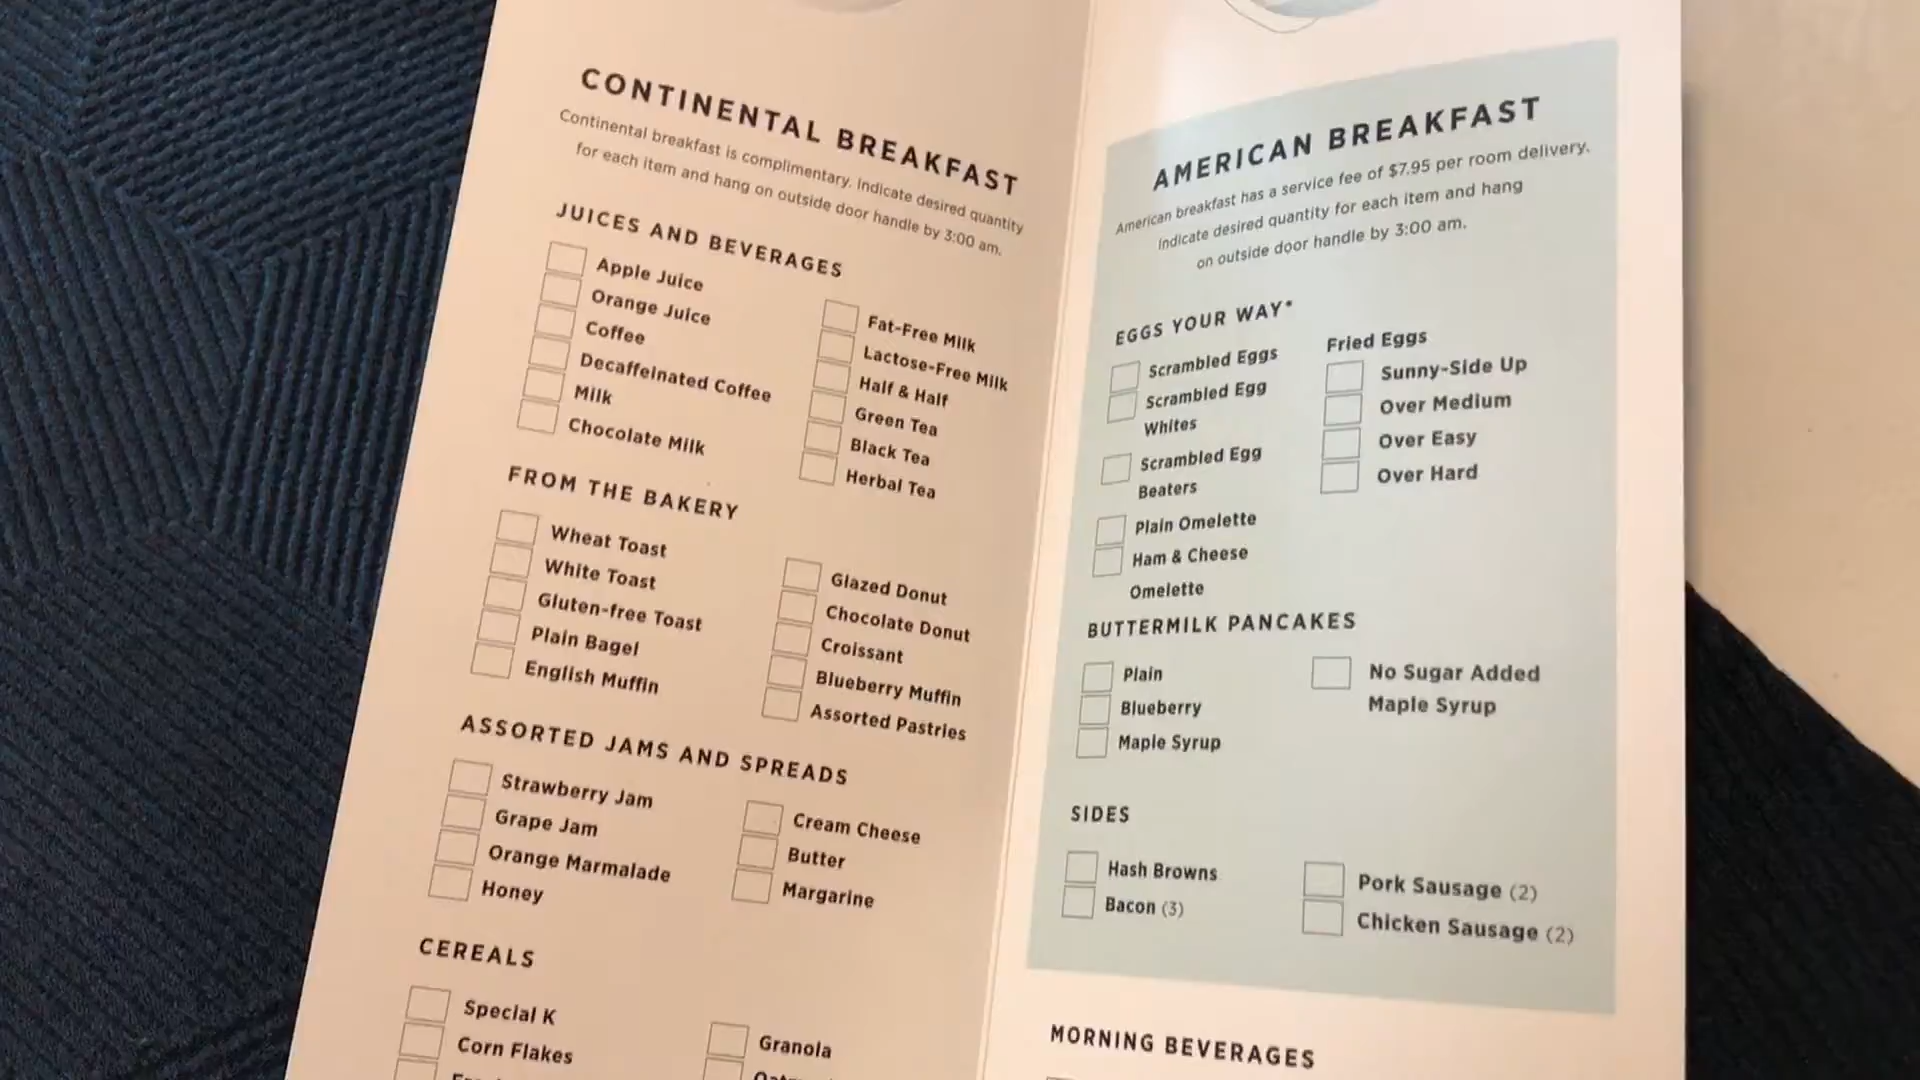 CONTINENTAL BREAKFAST
Continental breakfast is complimentary. Indicate desired quantity
for each item and hang on outside door handle by 3:00 am.
JUICES AND BEVERAGES
Apple Juice
Orange Juice
Coffee
Decaffeinated Coffee
Milk
Chocolate Milk
Fat-Free Milk
Lactose-Free Milk
Half & Half
Green Tea
Black Tea
Herbal Tea
FROM THE BAKERY
Wheat Toast
White Toast
Gluten-free Toast
Plain Bagel
English Muffin
Glazed Donut
Chocolate Donut
Croissant
Blueberry Muffin
Assorted Pastries
ASSORTED JAMS AND SPREADS
Strawberry Jam
Grape Jam
Orange Marmalade
Honey
Cream Cheese
Butter
Margarine
CEREALS
Special K
Corn Flakes
Granola
AMERICAN BREAKFAST
American breakfast has a service fee of $7.95 per room delivery.
Indicate desired quantity for each item and hang
on outside door handle by 3:00 am.
EGGS YOUR WAY*
Scrambled Eggs
Scrambled Egg
Whites
Scrambled Egg
Beaters
Plain Omelette
Ham & Cheese
Omelette
Fried Eggs
Sunny-Side Up
Over Medium
Over Easy
Over Hard
BUTTERMILK PANCAKES
Plain
Blueberry
Maple Syrup
No Sugar Added
Maple Syrup
SIDES
Hash Browns
Bacon (3)
Pork Sausage (2)
Chicken Sausage (2)
MORNING BEVERAGES